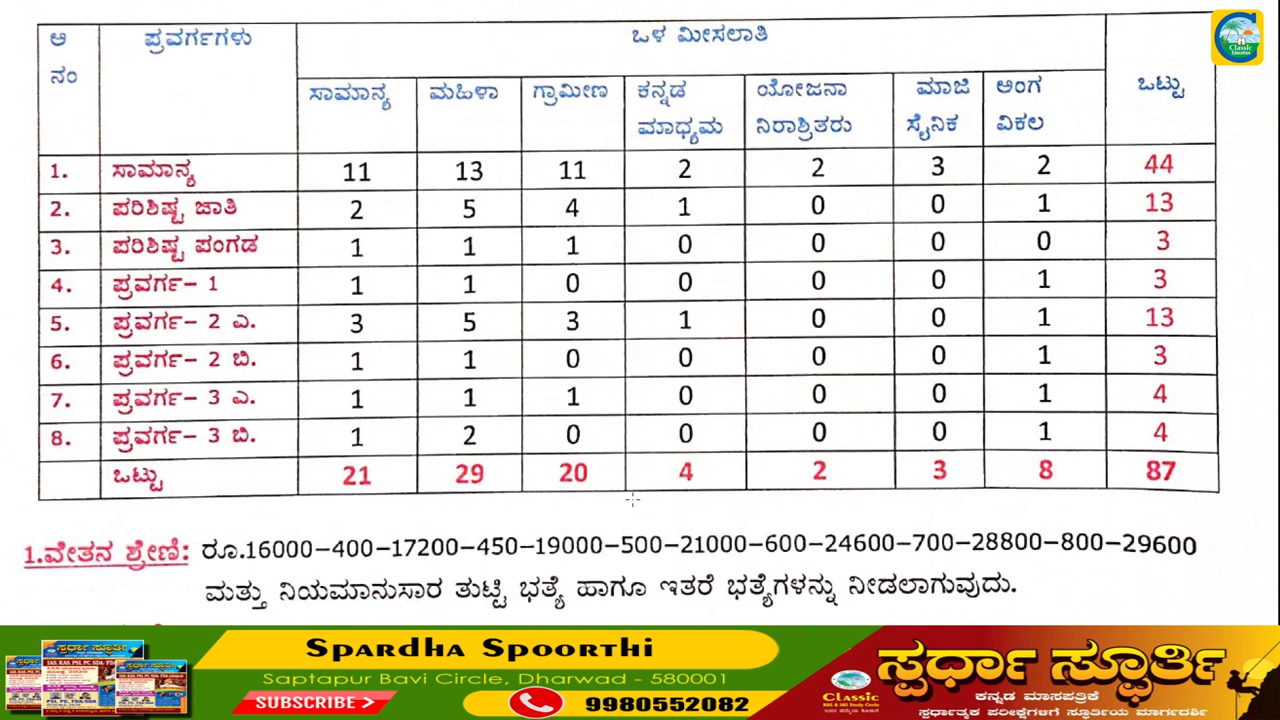 ಅ ನಂ ಪ್ರವರ್ಗಗಳು ಒಳ ಮೀಸಲಾತಿ ಒಟ್ಟು
ಸಾಮಾನ್ಯ ಮಹಿಳಾ ಗ್ರಾಮೀಣ ಕನ್ನಡ ಮಾಧ್ಯಮ ಯೋಜನಾ ನಿರಾಶ್ರಿತರು ಮಾಜಿ ಸೈನಿಕ ಅಂಗ ವಿಕಲ
1. ಸಾಮಾನ್ಯ 11 13 11 2 2 3 2 44
2. ಪರಿಶಿಷ್ಟ ಜಾತಿ 2 5 4 1 0 0 1 13
3. ಪರಿಶಿಷ್ಟ ಪಂಗಡ 1 1 1 0 0 0 0 3
4. ಪ್ರವರ್ಗ– 1 1 1 0 0 0 0 1 3
5. ಪ್ರವರ್ಗ– 2 ಎ. 3 5 3 1 0 0 1 13
6. ಪ್ರವರ್ಗ– 2 ಬಿ. 1 1 0 0 0 0 1 3
7. ಪ್ರವರ್ಗ– 3 ಎ. 1 1 1 0 0 0 1 4
8. ಪ್ರವರ್ಗ– 3 ಬಿ. 1 2 0 0 0 0 1 4
ಒಟ್ಟು 21 29 20 4 2 3 8 87
1.ವೇತನ ಶ್ರೇಣಿ: ರೂ.16000–400–17200–450–19000–500–21000–600–24600–700–28800–800–29600
ಮತ್ತು ನಿಯಮಾನುಸಾರ ತುಟ್ಟಿ ಭತ್ಯೆ ಹಾಗೂ ಇತರೆ ಭತ್ಯೆಗಳನ್ನು ನೀಡಲಾಗುವುದು.
Classic Education
Spardha Spoorthi
Saptapur Bavi Circle, Dharwad - 580001
SUBSCRIBE
9980552082
ಸ್ಪರ್ಧಾ ಸ್ಫೂರ್ತಿ
ಕನ್ನಡ ಮಾಸಪತ್ರಿಕೆ
ಸ್ಪರ್ಧಾತ್ಮಕ ಪರೀಕ್ಷೆಗಳಿಗೆ ಸ್ಫೂರ್ತಿಯ ಮಾರ್ಗದರ್ಶಿ
Classic
KAS & IAS Study Circle